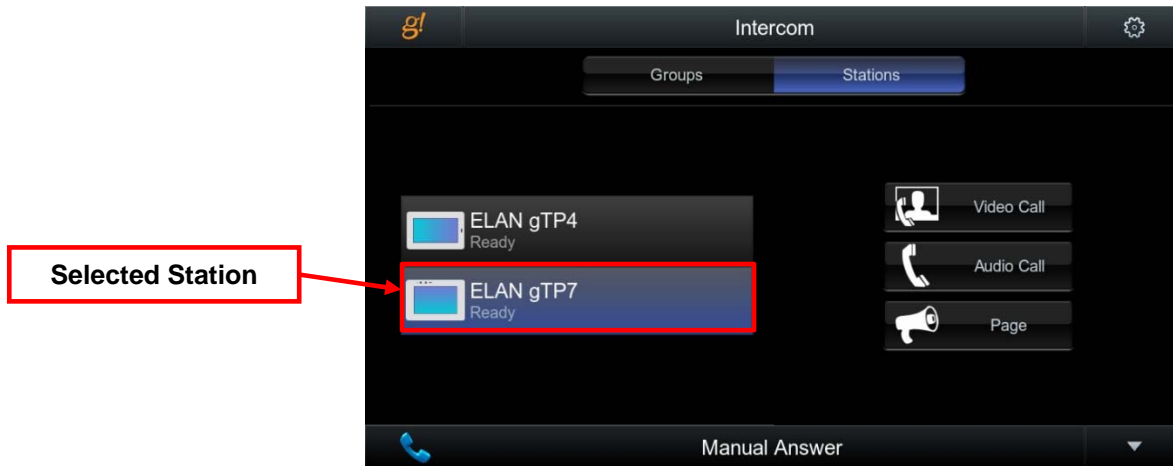 g!
Intercom
Groups
Stations
ELAN gTP4
Ready
Selected Station
ELAN gTP7
Ready
Video Call
Audio Call
Page
Manual Answer